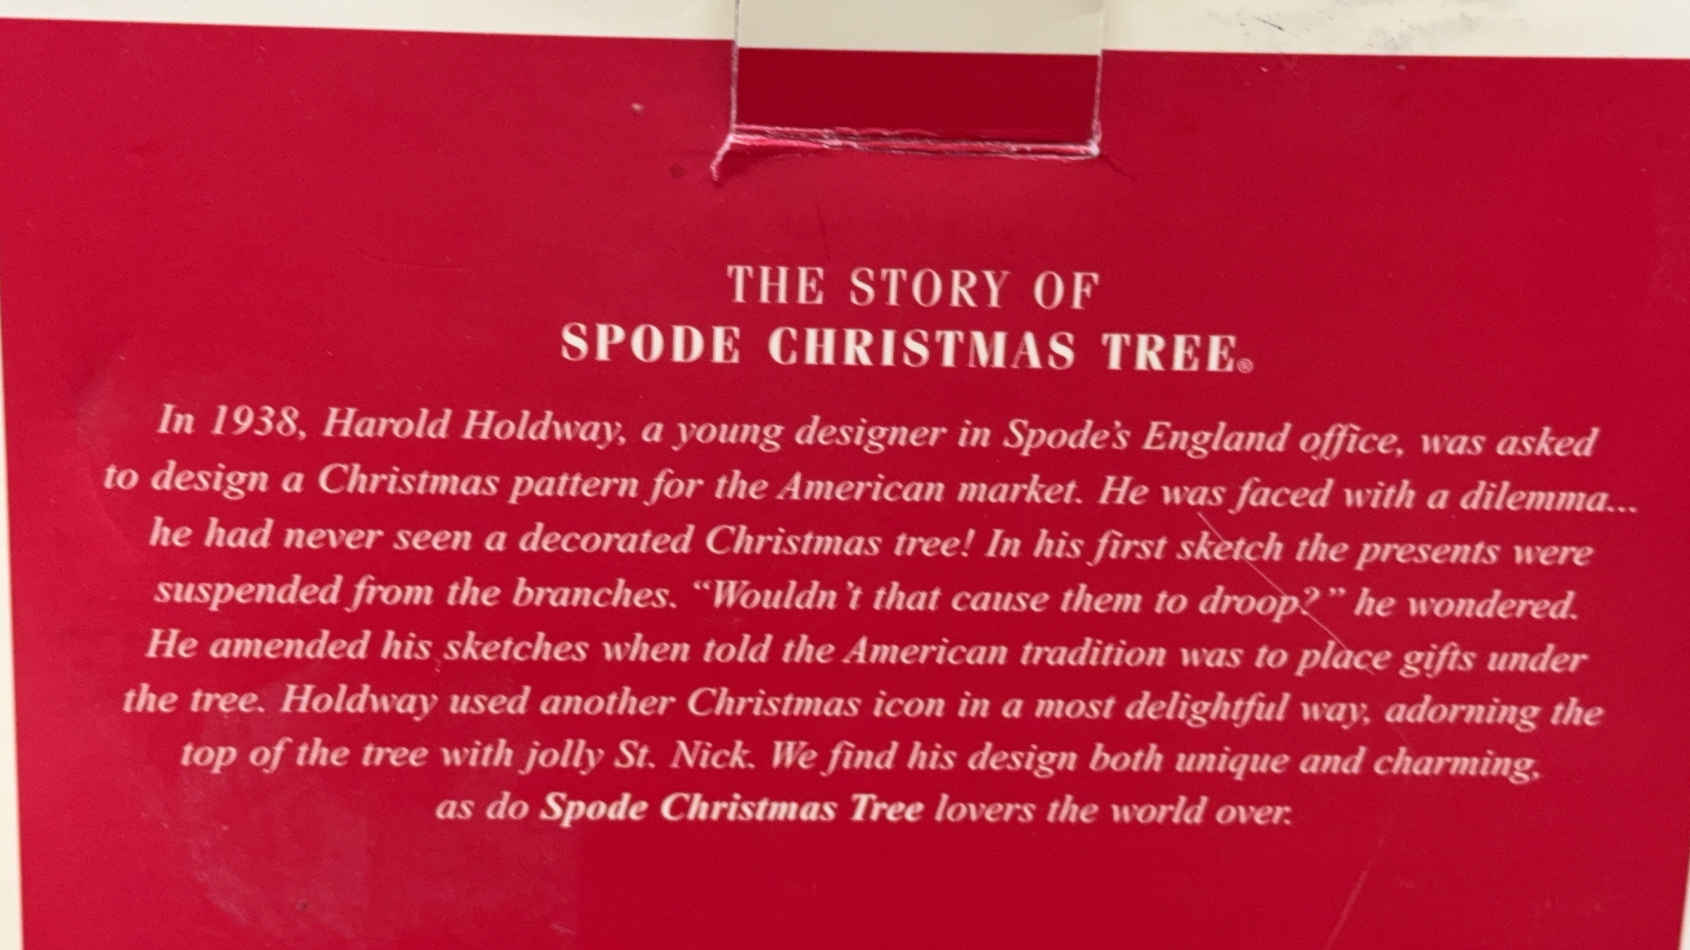 THE STORY OF
SPODE CHRISTMAS TREE®
In 1938, Harold Holdway, a young designer in Spode's England office, was asked
to design a Christmas pattern for the American market. He was faced with a dilemma...
he had never seen a decorated Christmas tree! In his first sketch the presents were
suspended from the branches. “Wouldn't that cause them to droop?” he wondered.
He amended his sketches when told the American tradition was to place gifts under
the tree. Holdway used another Christmas icon in a most delightful way, adorning the
top of the tree with jolly St. Nick. We find his design both unique and charming,
as do Spode Christmas Tree lovers the world over.